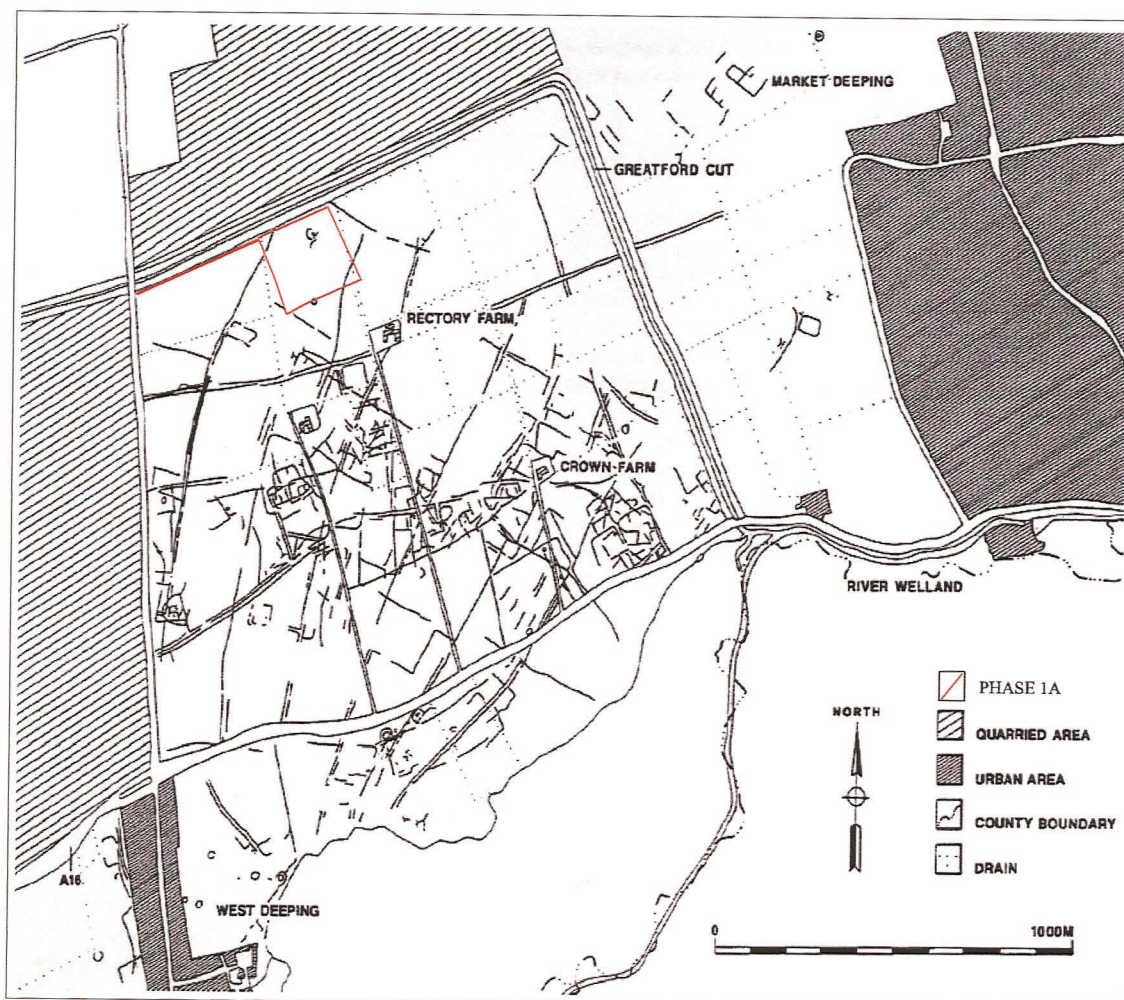 MARKET DEEPING
GREATFORD CUT
RECTORY FARM
CROWN FARM
RIVER WELLAND
PHASE 1A
NORTH
QUARRIED AREA
URBAN AREA
COUNTY BOUNDARY
DRAIN
A16
WEST DEEPING
0 1000M